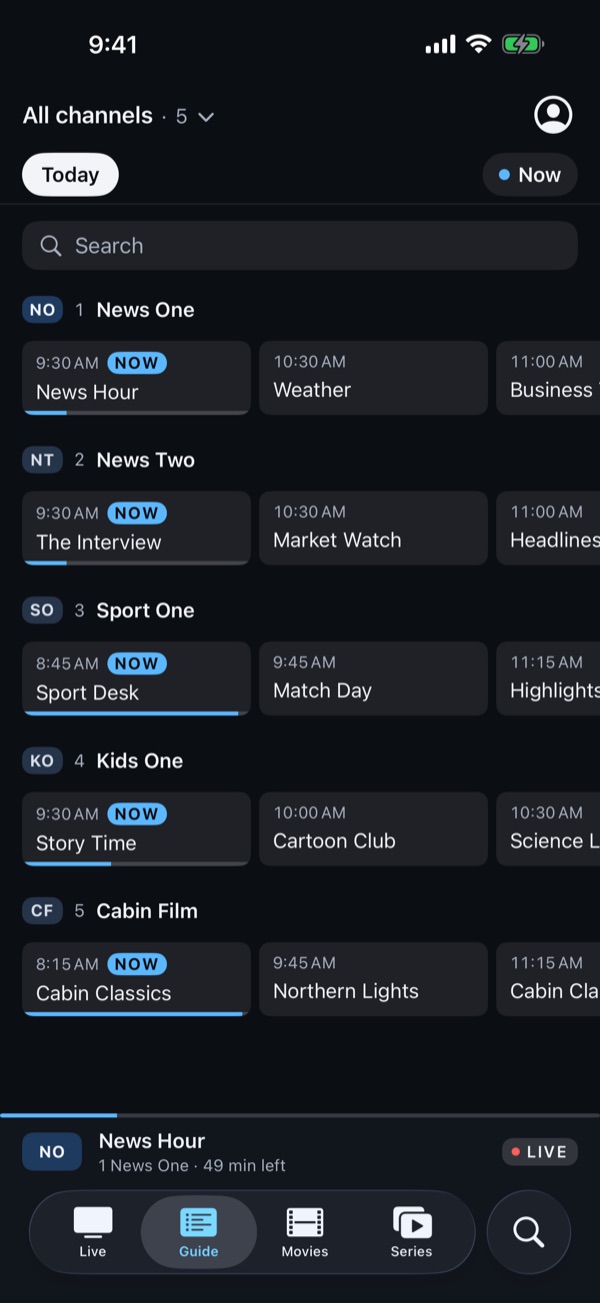 9:41
All channels · 5
Today
Now
Search
NO 1 News One
9:30 AM NOW
News Hour
10:30 AM
Weather
11:00 AM
Business
NT 2 News Two
9:30 AM NOW
The Interview
10:30 AM
Market Watch
11:00 AM
Headlines
SO 3 Sport One
8:45 AM NOW
Sport Desk
9:45 AM
Match Day
11:15 AM
Highlights
KO 4 Kids One
9:30 AM NOW
Story Time
10:00 AM
Cartoon Club
10:30 AM
Science L
CF 5 Cabin Film
8:15 AM NOW
Cabin Classics
9:45 AM
Northern Lights
11:15 AM
Cabin Cla
NO
News Hour
1 News One · 49 min left
LIVE
Live
Guide
Movies
Series